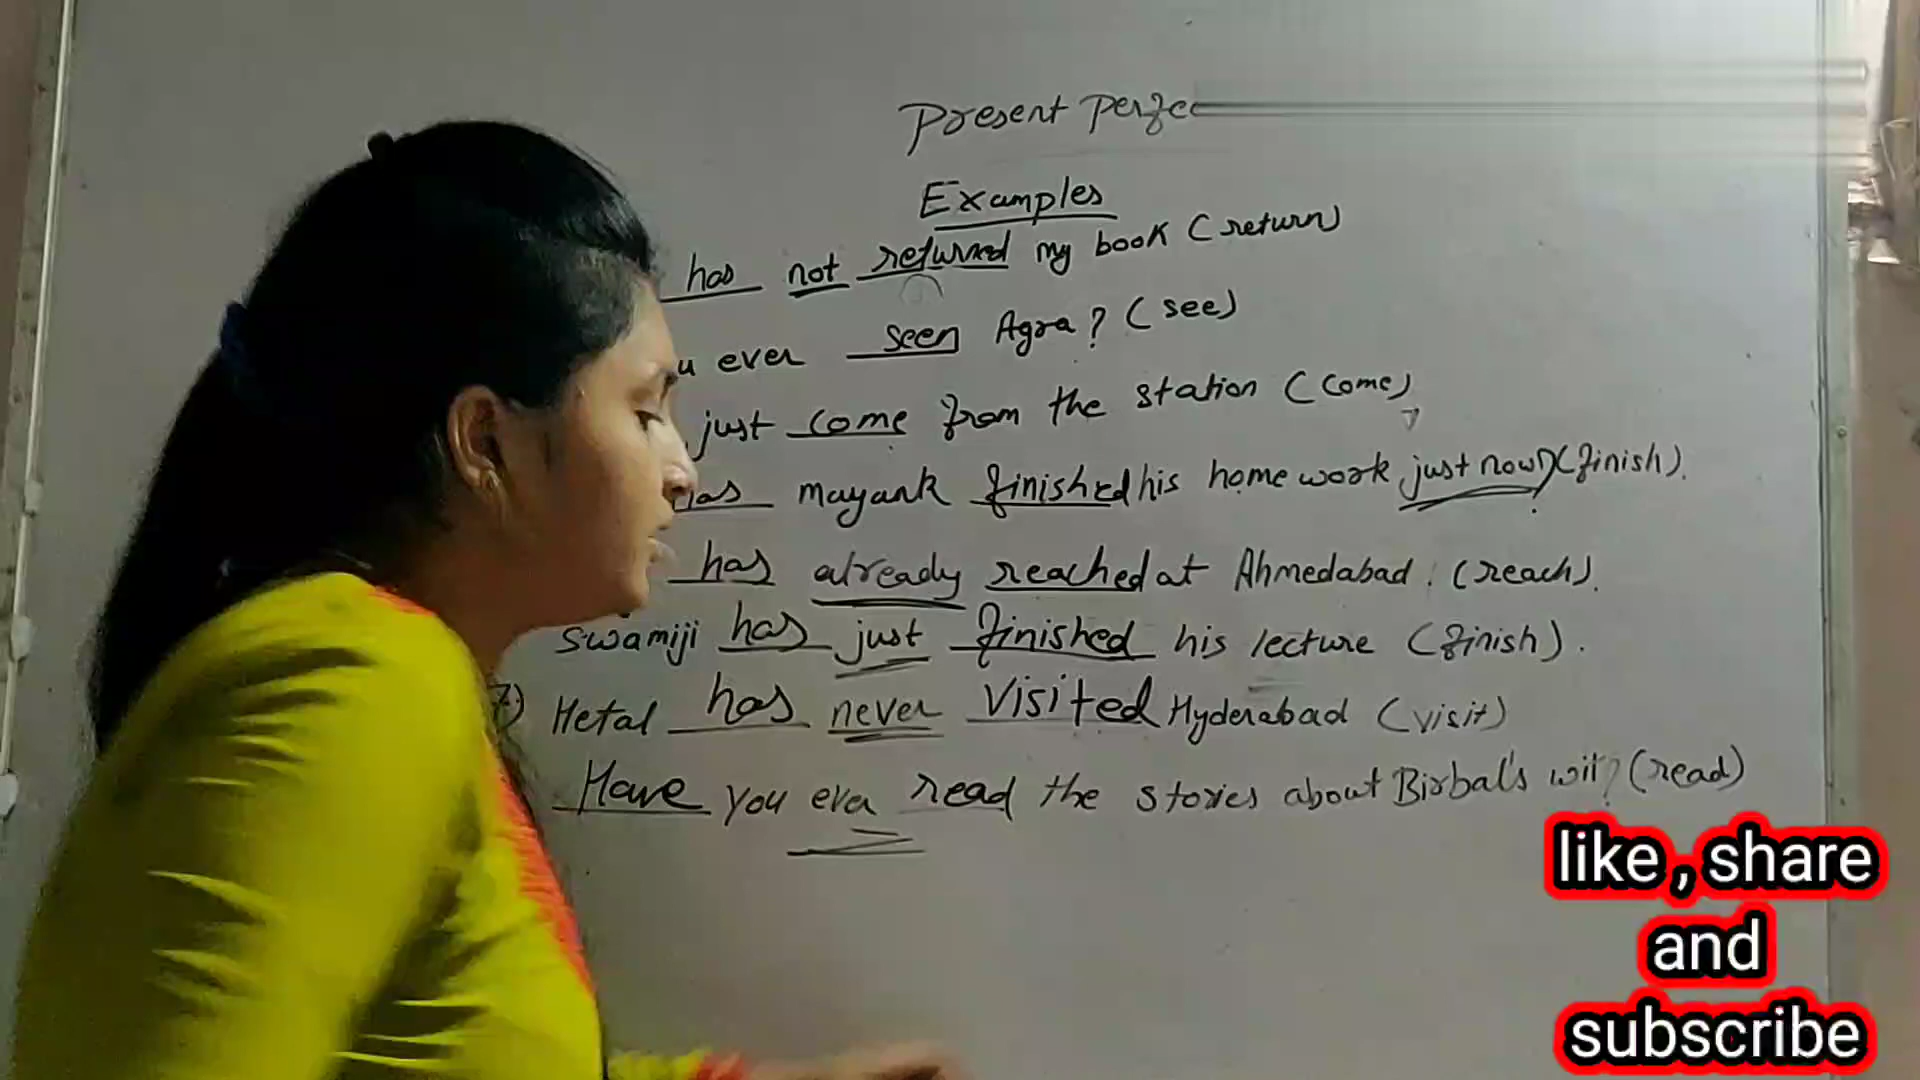 Present Perfec
Examples
has not returned my book (return)
u ever seen Agra? (see)
just come from the station (come)
has mayank finished his home work just now? (finish).
has already reached at Ahmedabad. (reach).
Swamiji has just finished his lecture (finish).
7) Hetal has never visited Hyderabad (visit)
Have you ever read the stories about Birbal's wit? (read)
like , share
and
subscribe